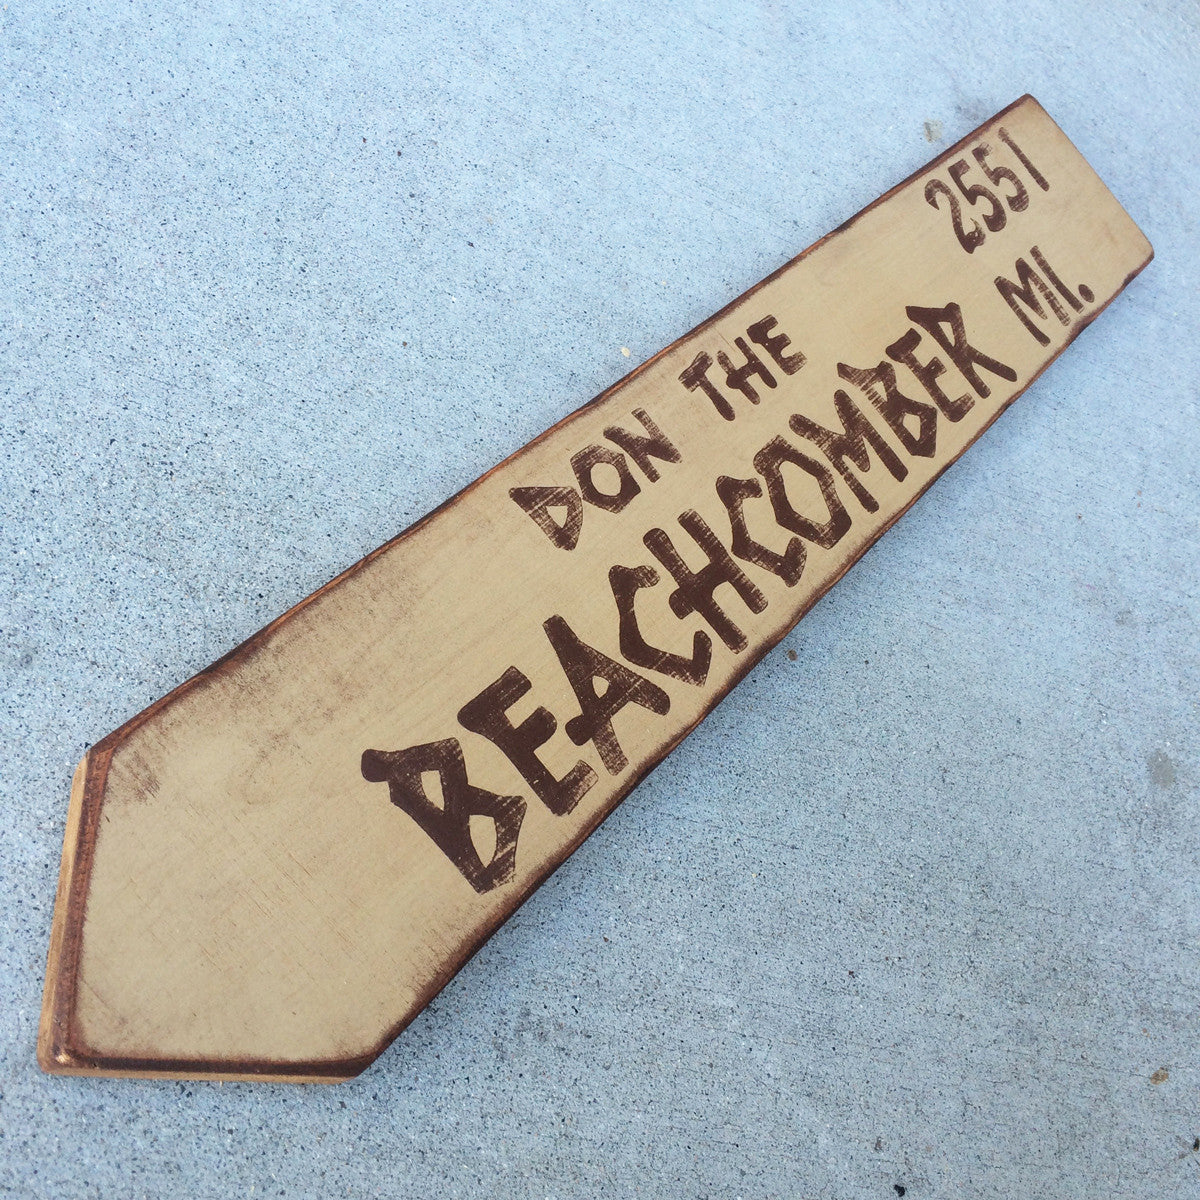 DON THE
BEACHCOMBER
2551
MI.